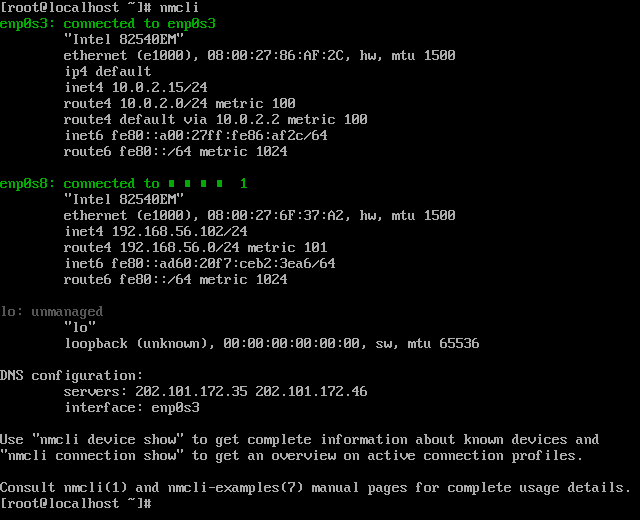 [root@localhost ~]# nmcli
enp0s3: connected to enp0s3
"Intel 82540EM"
ethernet (e1000), 08:00:27:86:AF:2C, hw, mtu 1500
ip4 default
inet4 10.0.2.15/24
route4 10.0.2.0/24 metric 100
route4 default via 10.0.2.2 metric 100
inet6 fe80::a00:27ff:fe86:af2c/64
route6 fe80::/64 metric 1024
enp0s8: connected to 1
"Intel 82540EM"
ethernet (e1000), 08:00:27:6F:37:A2, hw, mtu 1500
inet4 192.168.56.102/24
route4 192.168.56.0/24 metric 101
inet6 fe80::ad60:20f7:ceb2:3ea6/64
route6 fe80::/64 metric 1024
lo: unmanaged
"lo"
loopback (unknown), 00:00:00:00:00:00, sw, mtu 65536
DNS configuration:
servers: 202.101.172.35 202.101.172.46
interface: enp0s3
Use "nmcli device show" to get complete information about known devices and
"nmcli connection show" to get an overview on active connection profiles.
Consult nmcli(1) and nmcli-examples(7) manual pages for complete usage details.
[root@localhost ~]#